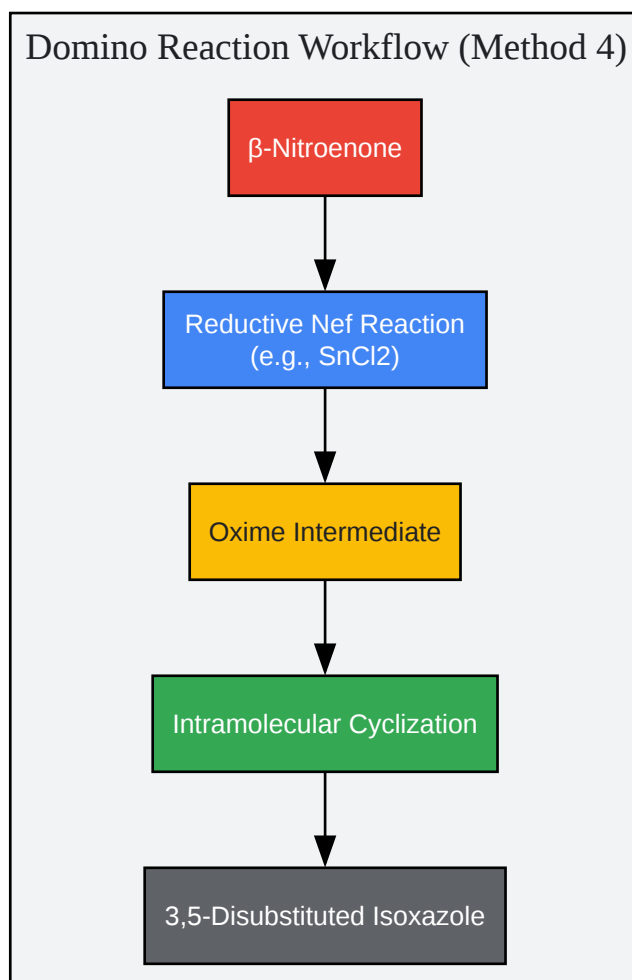 Domino Reaction Workflow (Method 4)
β-Nitroenone
Reductive Nef Reaction
(e.g., SnCl2)
Oxime Intermediate
Intramolecular Cyclization
3,5-Disubstituted Isoxazole